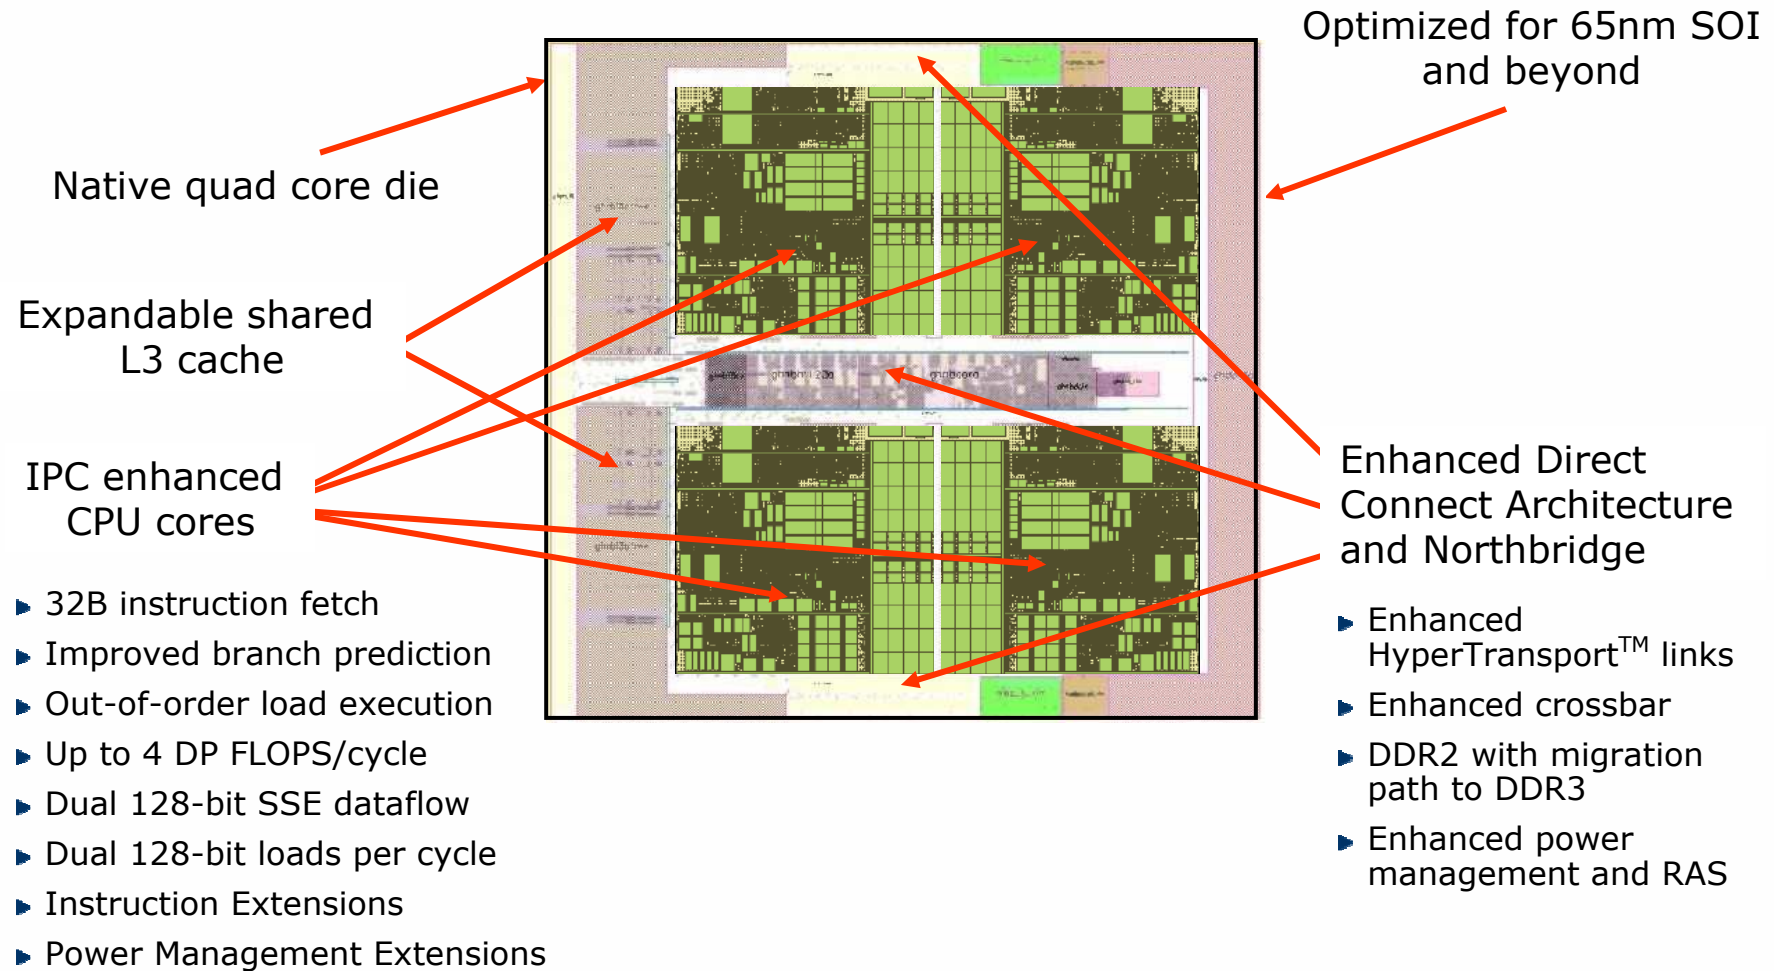 Optimized for 65nm SOI
and beyond
Native quad core die
Expandable shared
L3 cache
IPC enhanced
CPU cores
32B instruction fetch
Improved branch prediction
Out-of-order load execution
Up to 4 DP FLOPS/cycle
Dual 128-bit SSE dataflow
Dual 128-bit loads per cycle
Instruction Extensions
Power Management Extensions
Enhanced Direct
Connect Architecture
and Northbridge
Enhanced
HyperTransport™ links
Enhanced crossbar
DDR2 with migration
path to DDR3
Enhanced power
management and RAS